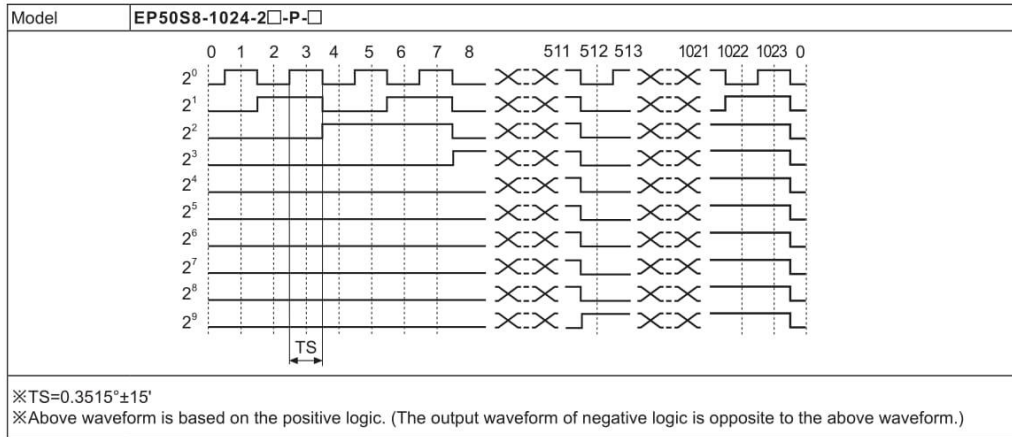 Model EP50S8-1024-2□-P-□
0 1 2 3 4 5 6 7 8 511 512 513 1021 1022 1023 0
2⁰
2¹
2²
2³
2⁴
2⁵
2⁶
2⁷
2⁸
2⁹
TS
※TS=0.3515°±15'
※Above waveform is based on the positive logic. (The output waveform of negative logic is opposite to the above waveform.)